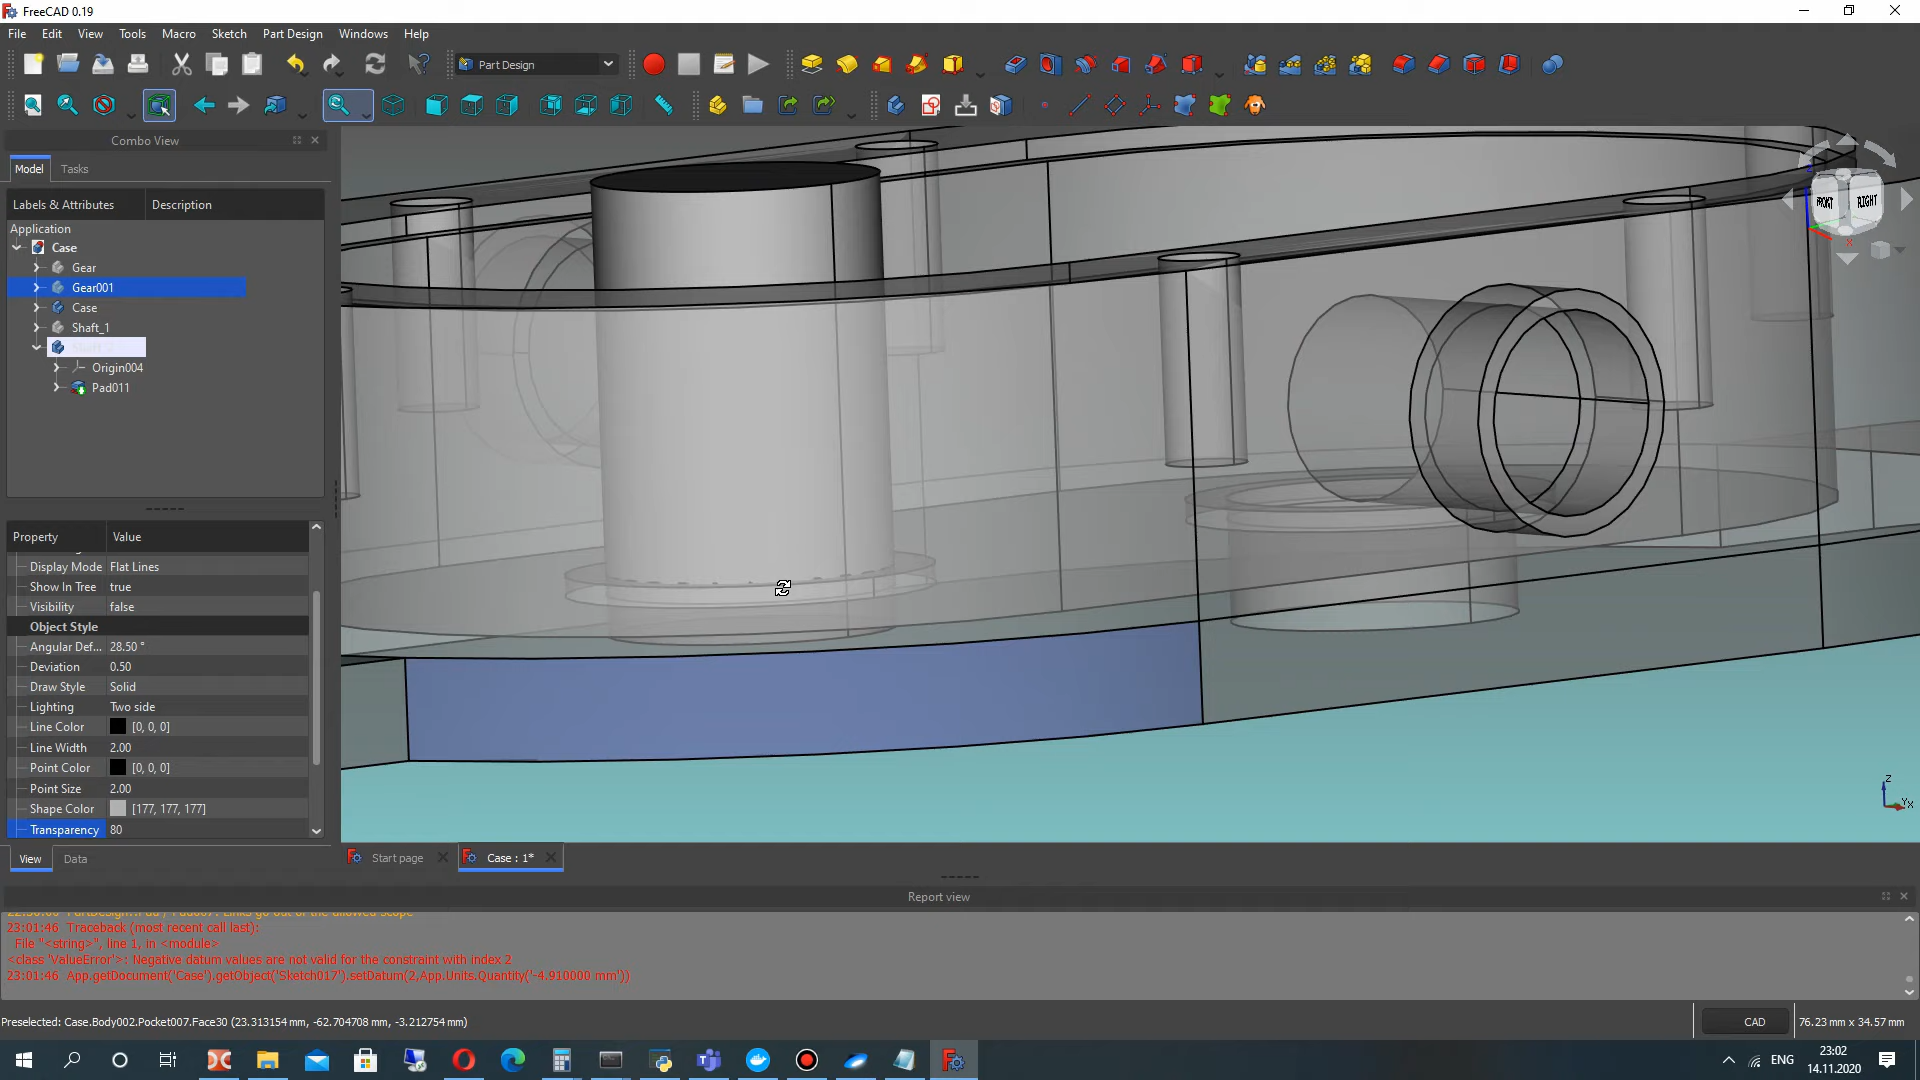 FreeCAD 0.19
File Edit View Tools Macro Sketch Part Design Windows Help
Part Design
Combo View
Model Tasks
Labels & Attributes Description
Application
Case
Gear
Gear001
Case
Shaft_1
Origin004
Pad011
Property Value
Display Mode Flat Lines
Show In Tree true
Visibility false
Object Style
Angular Def... 28.50 °
Deviation 0.50
Draw Style Solid
Lighting Two side
Line Color [0, 0, 0]
Line Width 2.00
Point Color [0, 0, 0]
Point Size 2.00
Shape Color [177, 177, 177]
Transparency 80
View Data
FRONT RIGHT
Z
X
Z
Yx
Start page Case : 1*
Report view
23:01:46 Traceback (most recent call last):
File "<string>", line 1, in <module>
<class 'ValueError'>: Negative datum values are not valid for the constraint with index 2
23:01:46 App.getDocument('Case').getObject('Sketch017').setDatum(2,App.Units.Quantity('-4.910000 mm'))
Preselected: Case.Body002.Pocket007.Face30 (23.313154 mm, -62.704708 mm, -3.212754 mm)
CAD
76.23 mm x 34.57 mm
ENG
23:02
14.11.2020